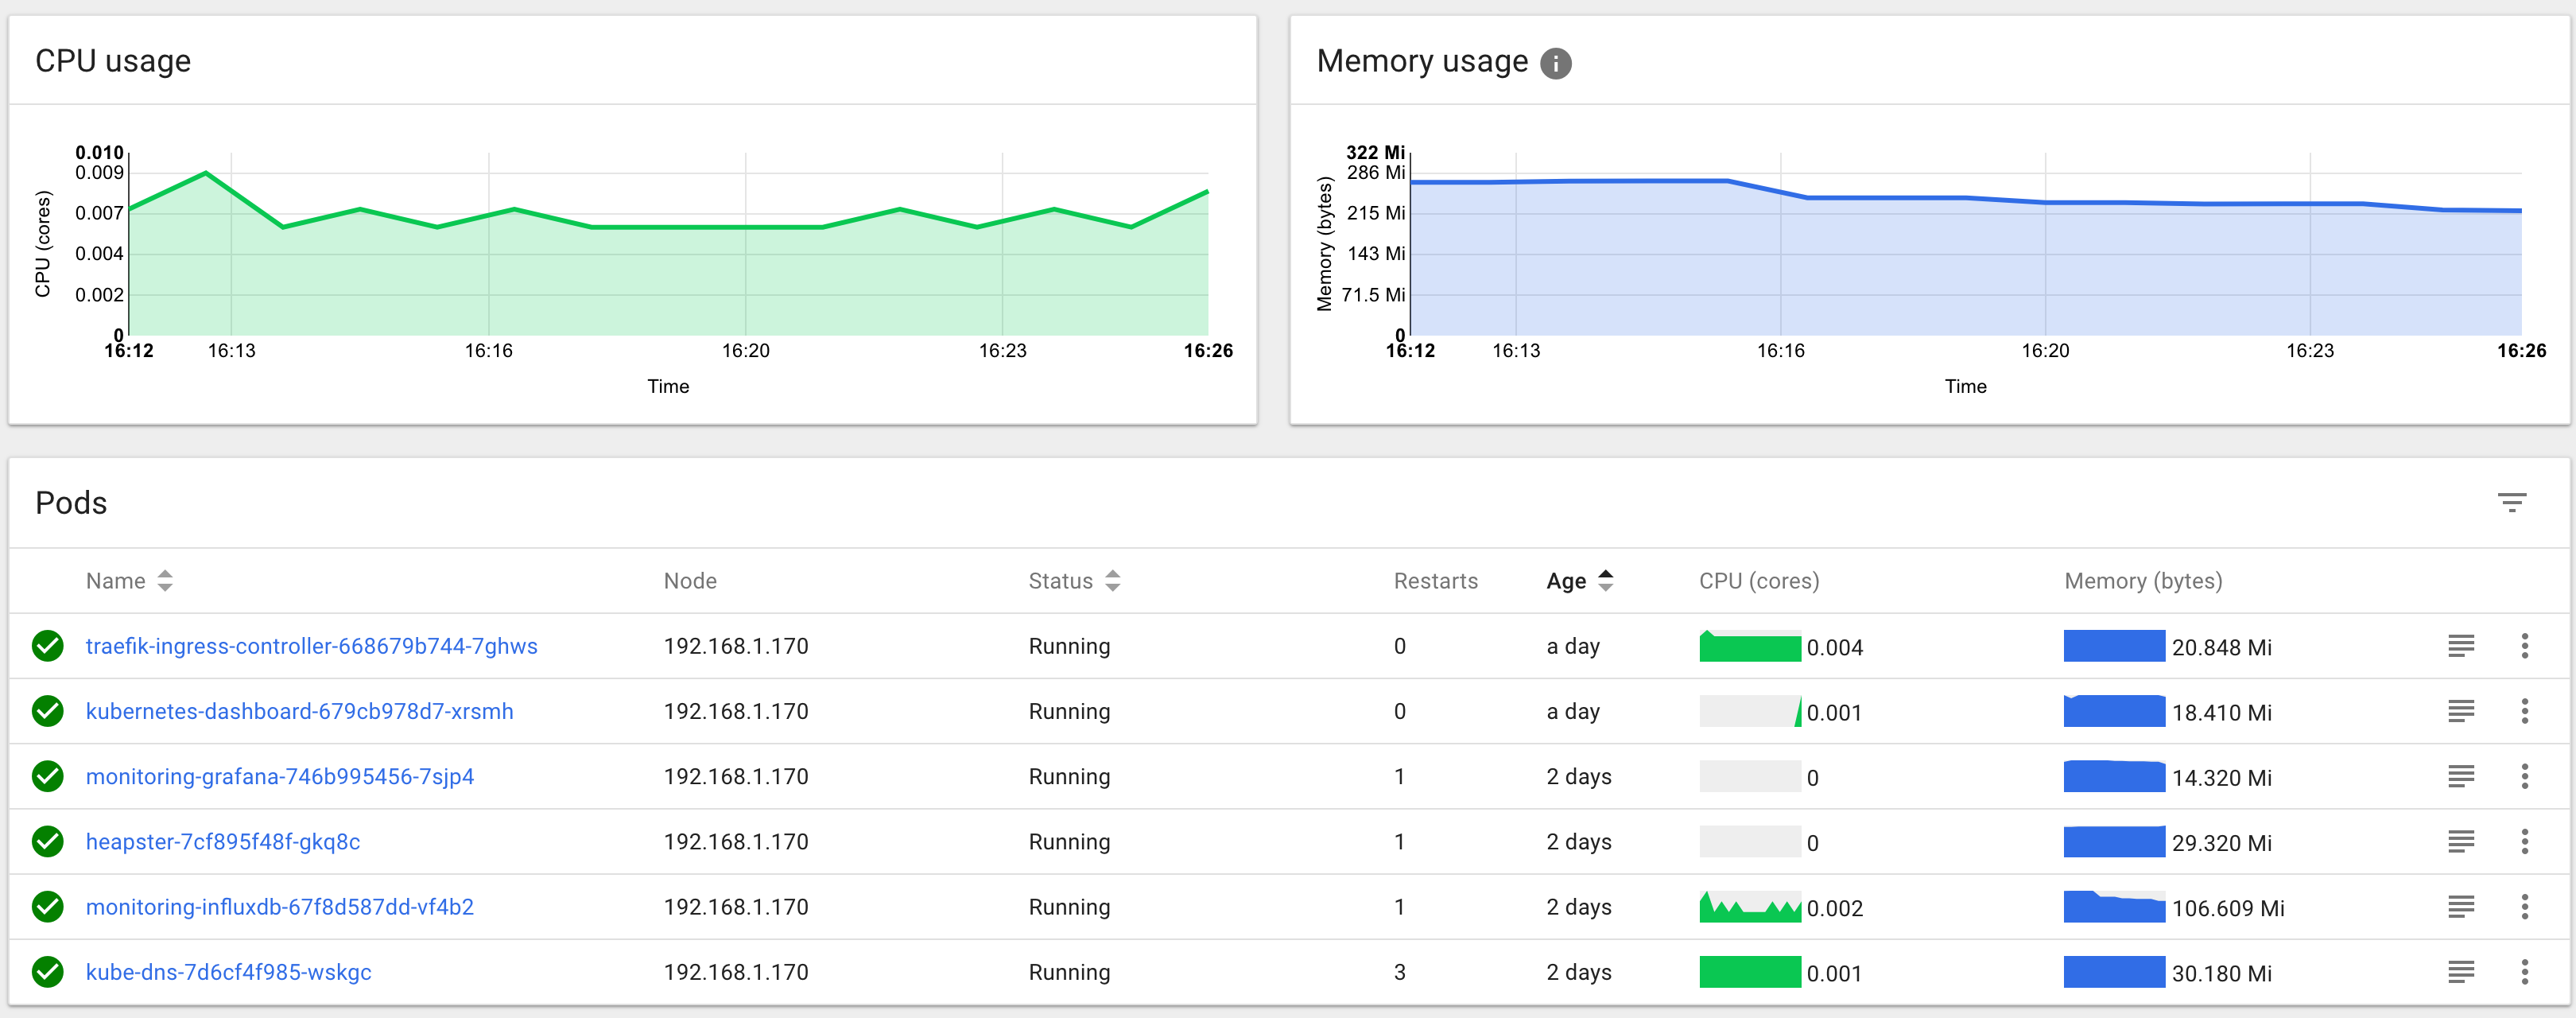 CPU usage
0.010
0.009
0.007
0.004
0.002
0
CPU (cores)
16:12 16:13 16:16 16:20 16:23 16:26
Time
Memory usage i
322 Mi
286 Mi
215 Mi
143 Mi
71.5 Mi
0
Memory (bytes)
16:12 16:13 16:16 16:20 16:23 16:26
Time
Pods
Name Node Status Restarts Age CPU (cores) Memory (bytes)
traefik-ingress-controller-668679b744-7ghws 192.168.1.170 Running 0 a day 0.004 20.848 Mi
kubernetes-dashboard-679cb978d7-xrsmh 192.168.1.170 Running 0 a day 0.001 18.410 Mi
monitoring-grafana-746b995456-7sjp4 192.168.1.170 Running 1 2 days 0 14.320 Mi
heapster-7cf895f48f-gkq8c 192.168.1.170 Running 1 2 days 0 29.320 Mi
monitoring-influxdb-67f8d587dd-vf4b2 192.168.1.170 Running 1 2 days 0.002 106.609 Mi
kube-dns-7d6cf4f985-wskgc 192.168.1.170 Running 3 2 days 0.001 30.180 Mi